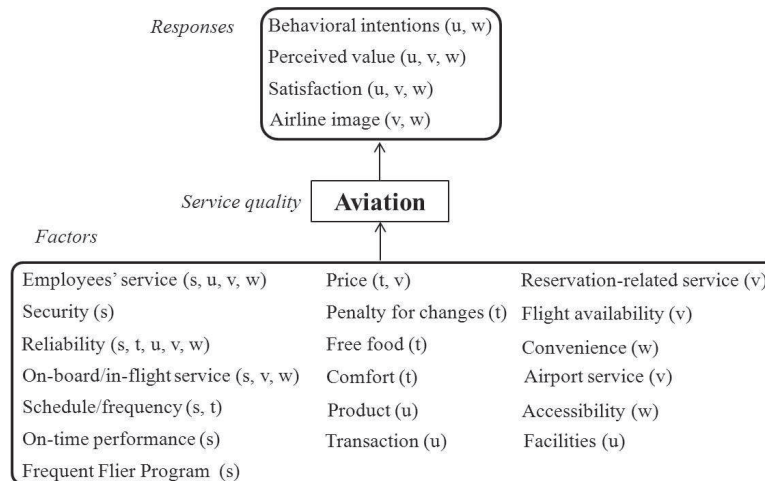 Responses
Behavioral intentions (u, w)
Perceived value (u, v, w)
Satisfaction (u, v, w)
Airline image (v, w)
Service quality
Aviation
Factors
Employees’ service (s, u, v, w)
Security (s)
Reliability (s, t, u, v, w)
On-board/in-flight service (s, v, w)
Schedule/frequency (s, t)
On-time performance (s)
Frequent Flier Program (s)
Price (t, v)
Penalty for changes (t)
Free food (t)
Comfort (t)
Product (u)
Transaction (u)
Reservation-related service (v)
Flight availability (v)
Convenience (w)
Airport service (v)
Accessibility (w)
Facilities (u)